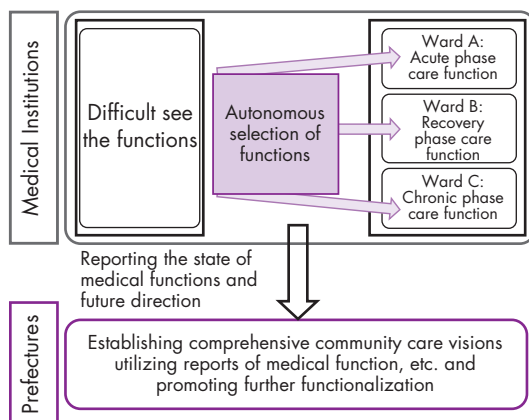 Medical Institutions
Difficult see
the functions
Autonomous
selection of
functions
Ward A:
Acute phase
care function
Ward B:
Recovery
phase care
function
Ward C:
Chronic phase
care function
Reporting the state of
medical functions and
future direction
Prefectures
Establishing comprehensive community care visions
utilizing reports of medical function, etc. and
promoting further functionalization